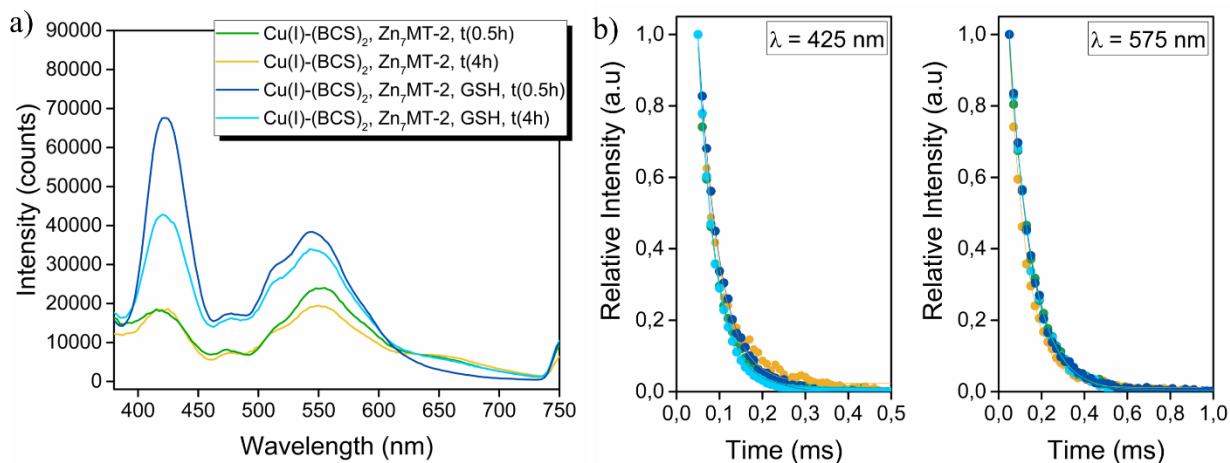 a)
Cu(I)-(BCS)₂, Zn₇MT-2, t(0.5h)
Cu(I)-(BCS)₂, Zn₇MT-2, t(4h)
Cu(I)-(BCS)₂, Zn₇MT-2, GSH, t(0.5h)
Cu(I)-(BCS)₂, Zn₇MT-2, GSH, t(4h)
90000
80000
70000
60000
50000
40000
30000
20000
10000
0
Intensity (counts)
400 450 500 550 600 650 700 750
Wavelength (nm)
b)
λ = 425 nm
1,0
0,8
0,6
0,4
0,2
0,0
Relative Intensity (a.u)
0,0 0,1 0,2 0,3 0,4 0,5
Time (ms)
λ = 575 nm
1,0
0,8
0,6
0,4
0,2
0,0
Relative Intensity (a.u)
0,0 0,2 0,4 0,6 0,8 1,0
Time (ms)